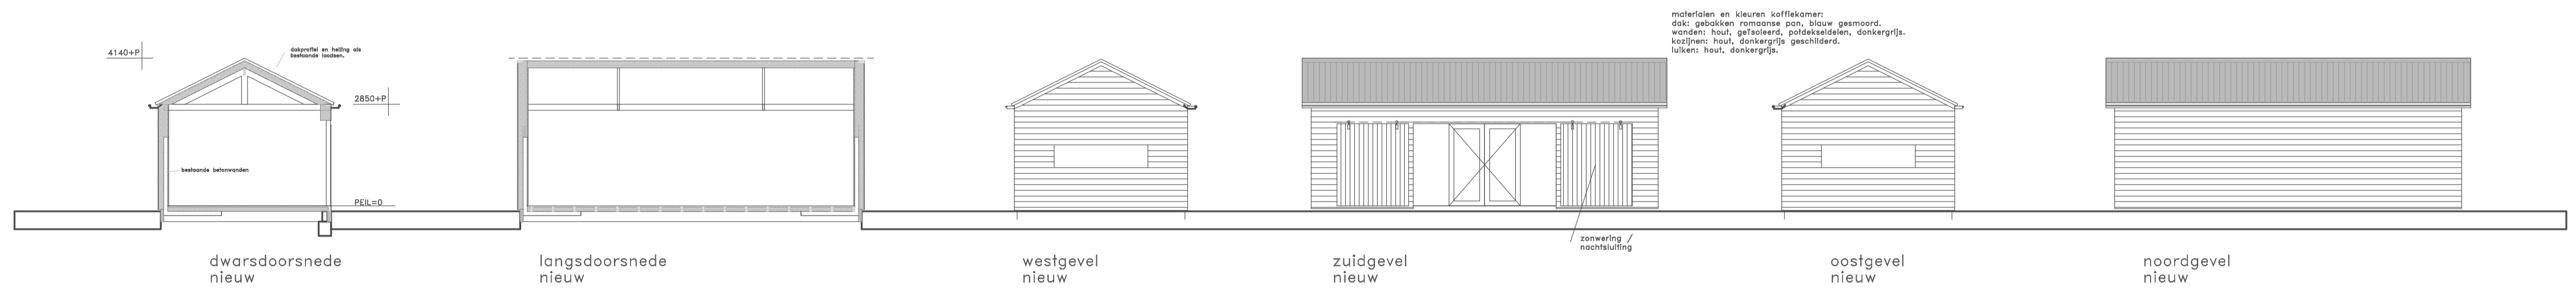 materialen en kleuren koffiekamer:
dak: gebakken romaanse pan, blauw gesmoord.
wanden: hout, geïsoleerd, potdekseldelen, donkergrijs.
kozijnen: hout, donkergrijs geschilderd.
luiken: hout, donkergrijs.
4140+P
dakprofiel en helling als
bestaande loodsen.
2850+P
bestaande betonwanden
PEIL=0
zonwering /
nachtsluiting
dwarsdoorsnede
nieuw
langsdoorsnede
nieuw
westgevel
nieuw
zuidgevel
nieuw
oostgevel
nieuw
noordgevel
nieuw